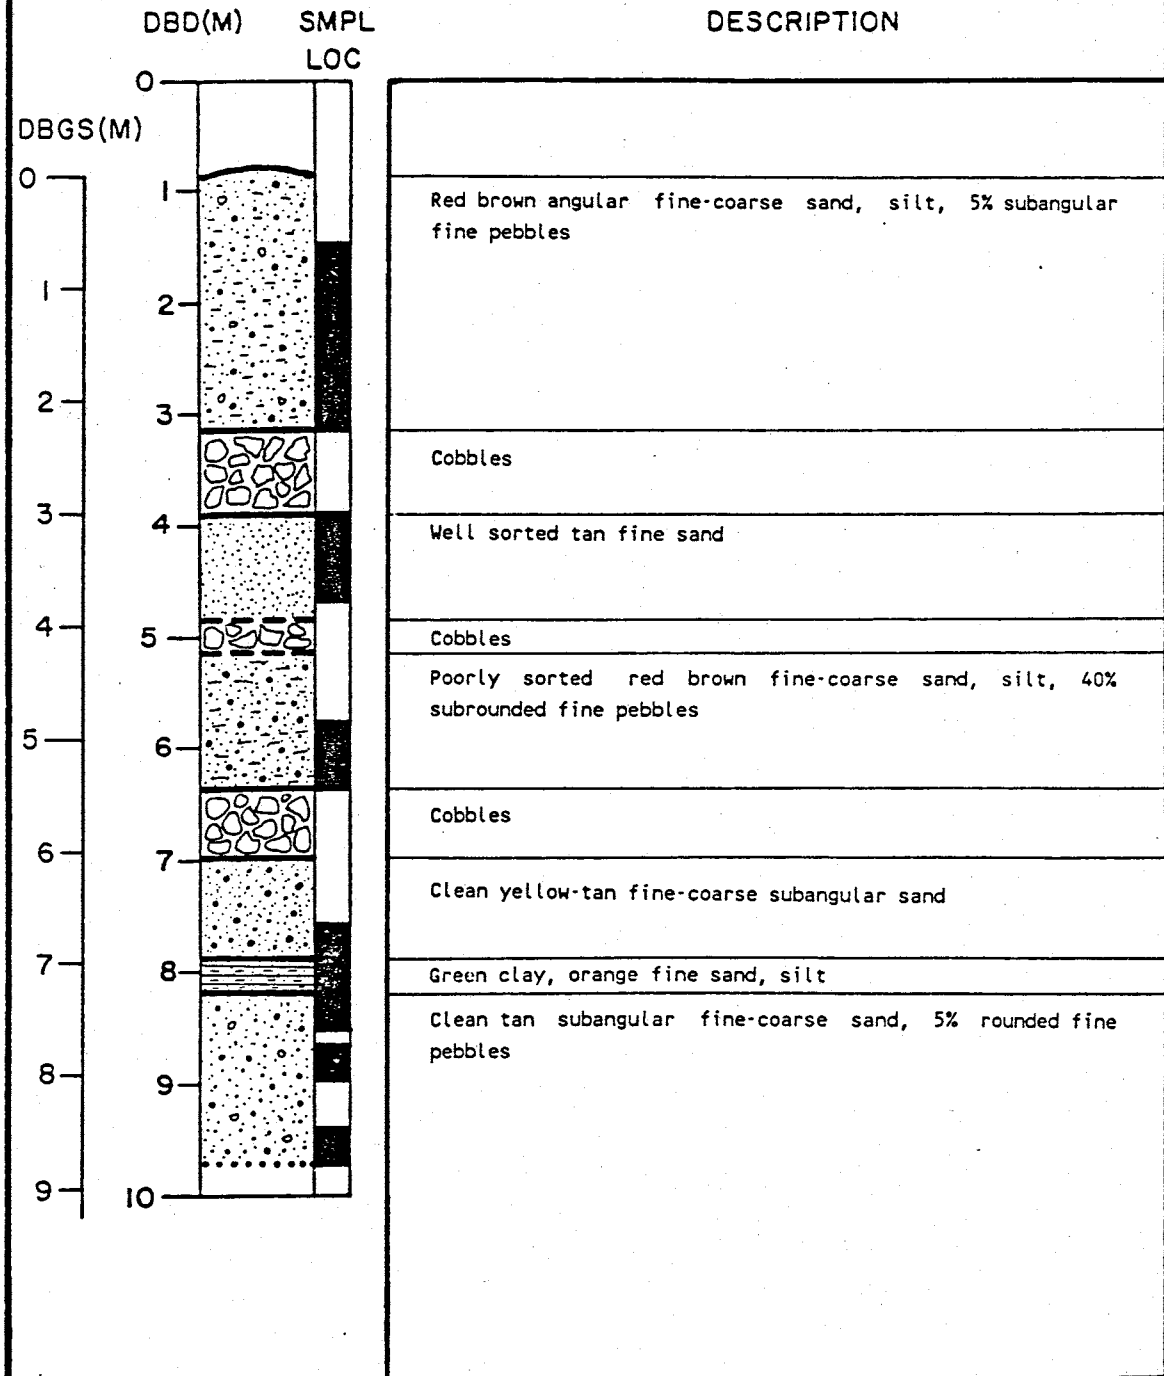 DBD(M) SMPL LOC DESCRIPTION
DBGS(M)
0
0
1
Red brown angular fine-coarse sand, silt, 5% subangular
fine pebbles
1
2
2
3
Cobbles
3
4
Well sorted tan fine sand
4
5
Cobbles
Poorly sorted red brown fine-coarse sand, silt, 40%
subrounded fine pebbles
5
6
Cobbles
6
7
Clean yellow-tan fine-coarse subangular sand
7
8
Green clay, orange fine sand, silt
Clean tan subangular fine-coarse sand, 5% rounded fine
pebbles
8
9
9
10